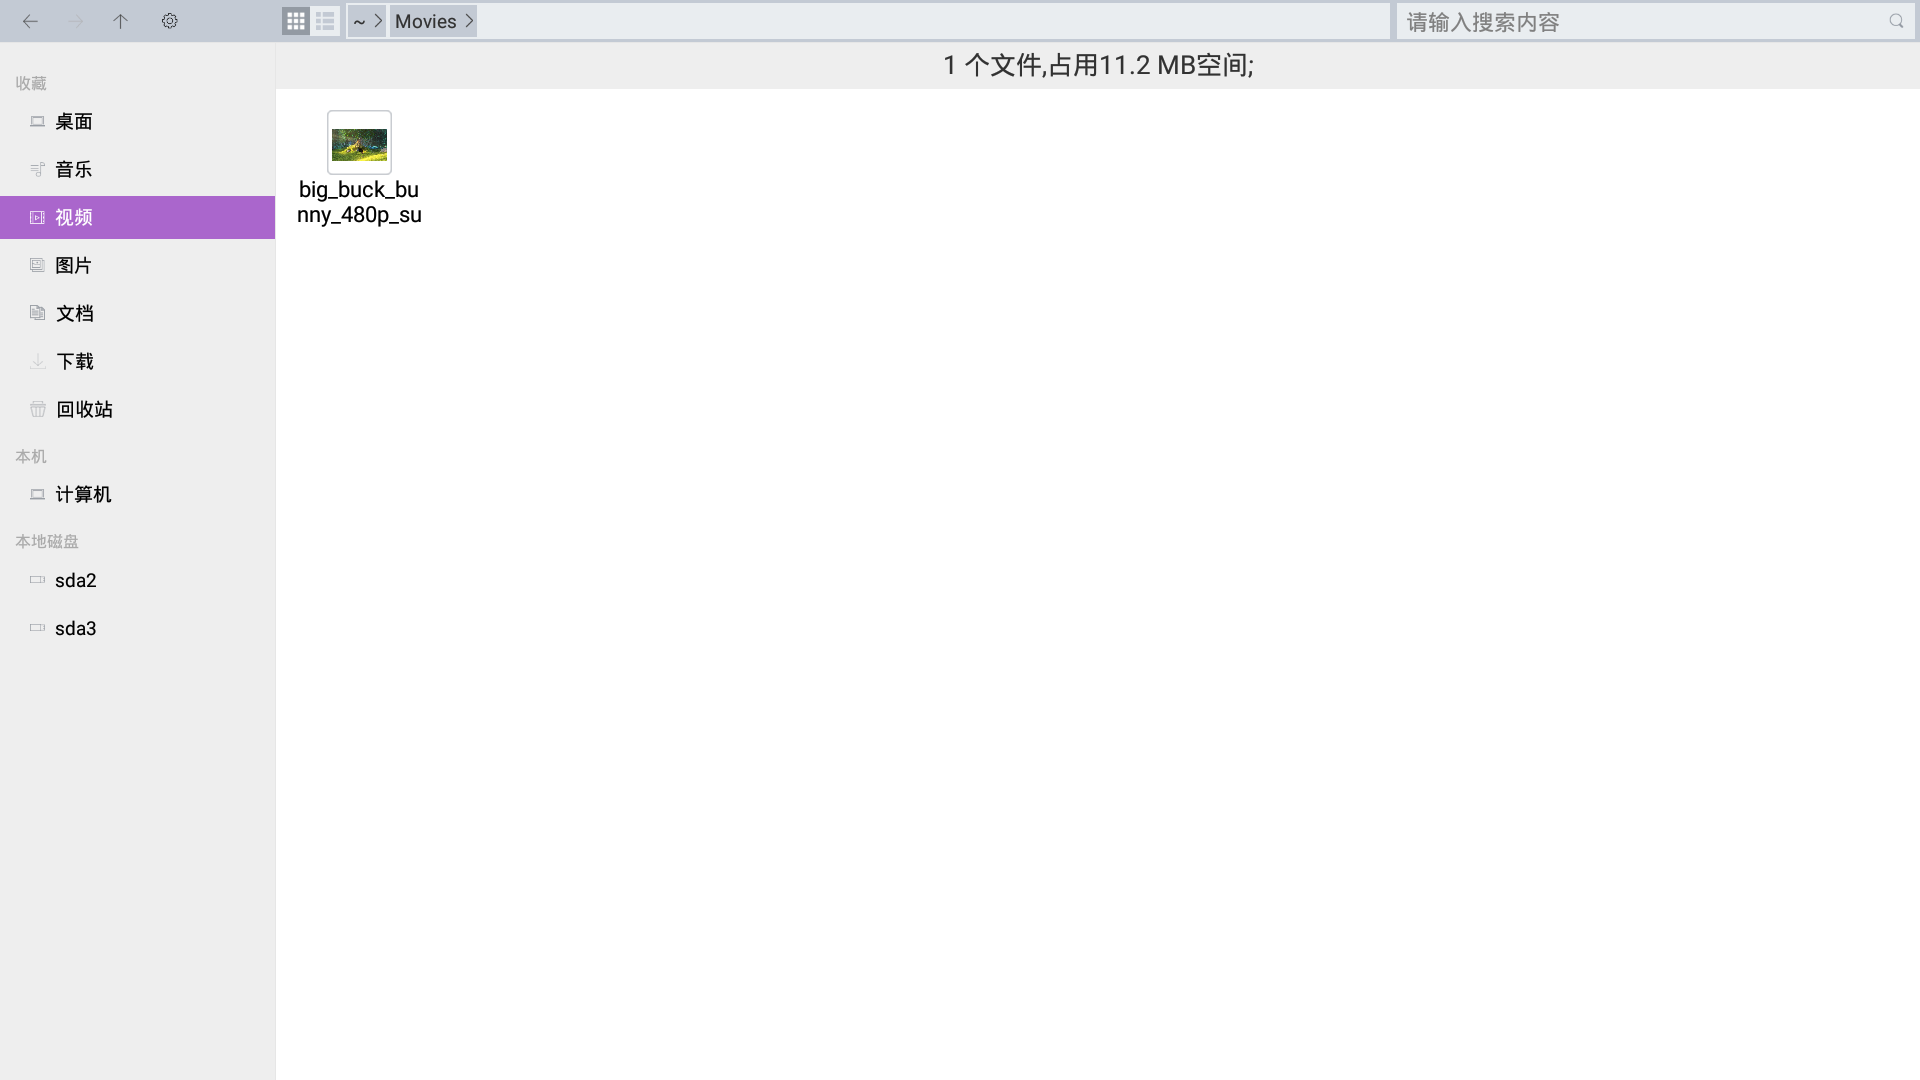 ~
Movies
请输入搜索内容
1 个文件,占用11.2 MB空间;
收藏
桌面
音乐
视频
图片
文档
下载
回收站
本机
计算机
本地磁盘
sda2
sda3
big_buck_bu
nny_480p_su